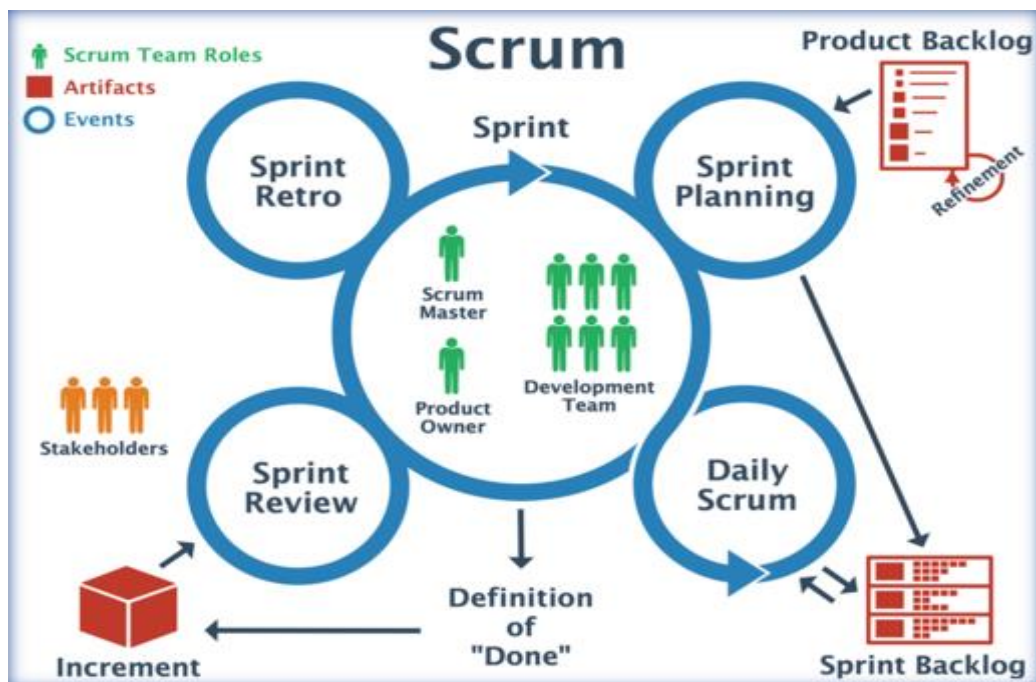 Scrum
Scrum Team Roles
Artifacts
Events
Product Backlog
Refinement
Sprint
Sprint
Retro
Sprint
Planning
Scrum
Master
Product
Owner
Development
Team
Stakeholders
Sprint
Review
Daily
Scrum
Definition
of
"Done"
Increment
Sprint Backlog